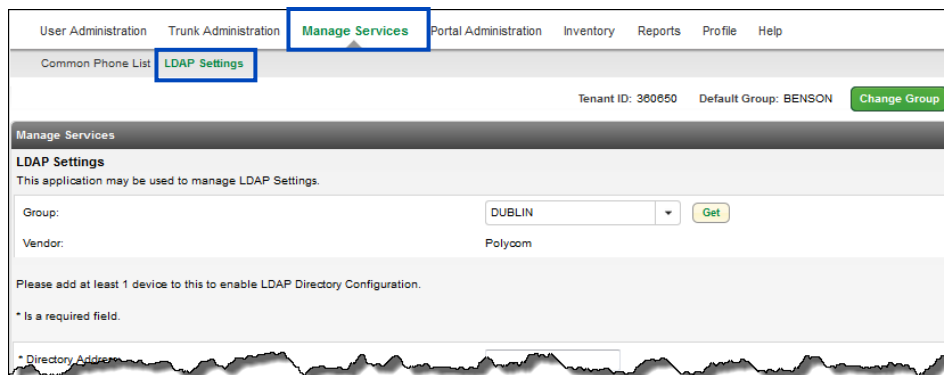 User Administration Trunk Administration Manage Services Portal Administration Inventory Reports Profile Help
Common Phone List LDAP Settings
Tenant ID: 360650 Default Group: BENSON Change Group
Manage Services
LDAP Settings
This application may be used to manage LDAP Settings.
Group: DUBLIN Get
Vendor: Polycom
Please add at least 1 device to this to enable LDAP Directory Configuration.
* Is a required field.
* Directory Address